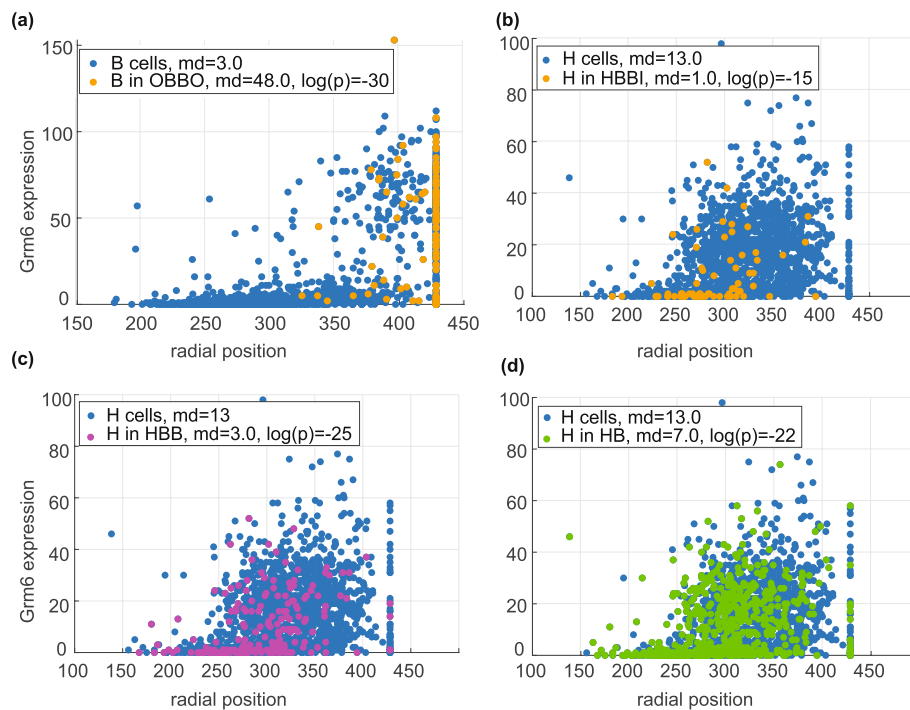 (a)
B cells, md=3.0
B in OBBO, md=48.0, log(p)=-30
150
100
50
0
Grm6 expression
150 200 250 300 350 400 450
radial position
(b)
H cells, md=13.0
H in HBBI, md=1.0, log(p)=-15
100
80
60
40
20
0
100 150 200 250 300 350 400 450
radial position
(c)
H cells, md=13
H in HBB, md=3.0, log(p)=-25
100
80
60
40
20
0
Grm6 expression
100 150 200 250 300 350 400 450
radial position
(d)
H cells, md=13.0
H in HB, md=7.0, log(p)=-22
100
80
60
40
20
0
100 150 200 250 300 350 400 450
radial position